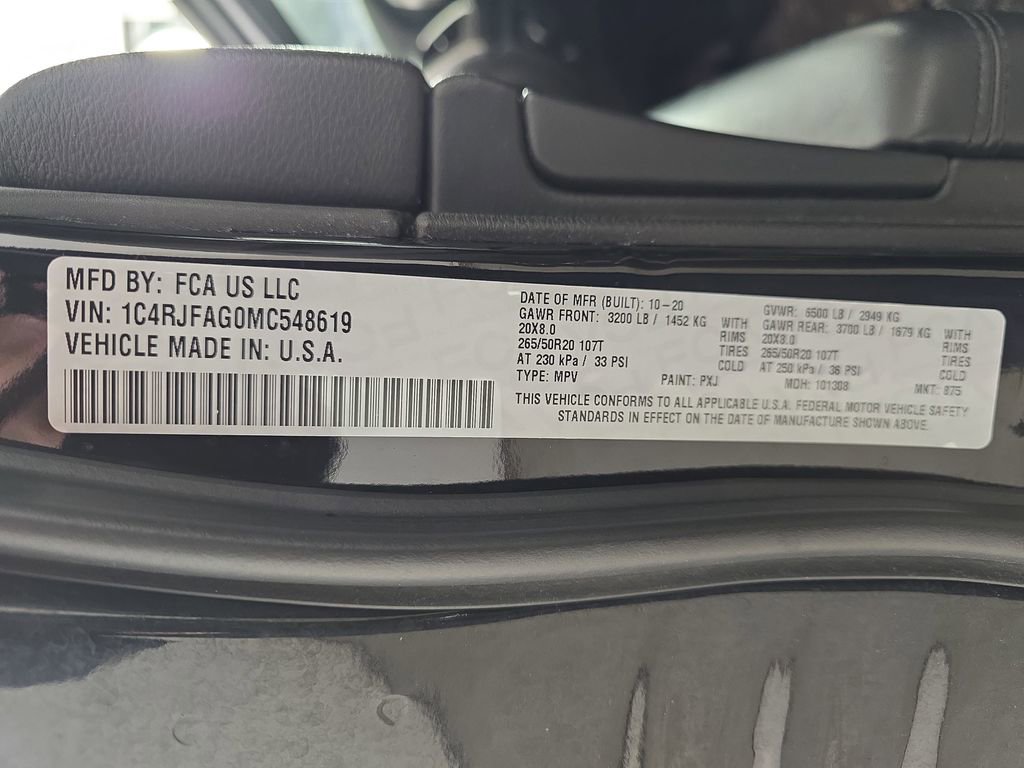 MFD BY: FCA US LLC
VIN: 1C4RJFAG0MC548619
VEHICLE MADE IN: U.S.A.
DATE OF MFR (BUILT): 10-20
GVWR: 6500 LB / 2949 KG
GAWR FRONT: 3200 LB / 1452 KG WITH
GAWR REAR: 3700 LB / 1679 KG WITH
20X8.0 RIMS
20X8.0 RIMS
265/50R20 107T TIRES
265/50R20 107T TIRES
AT 230 kPa / 33 PSI COLD
AT 250 kPa / 36 PSI COLD
TYPE: MPV PAINT: PXJ MDH: 101308 MKT: 875
THIS VEHICLE CONFORMS TO ALL APPLICABLE U.S.A. FEDERAL MOTOR VEHICLE SAFETY
STANDARDS IN EFFECT ON THE DATE OF MANUFACTURE SHOWN ABOVE.